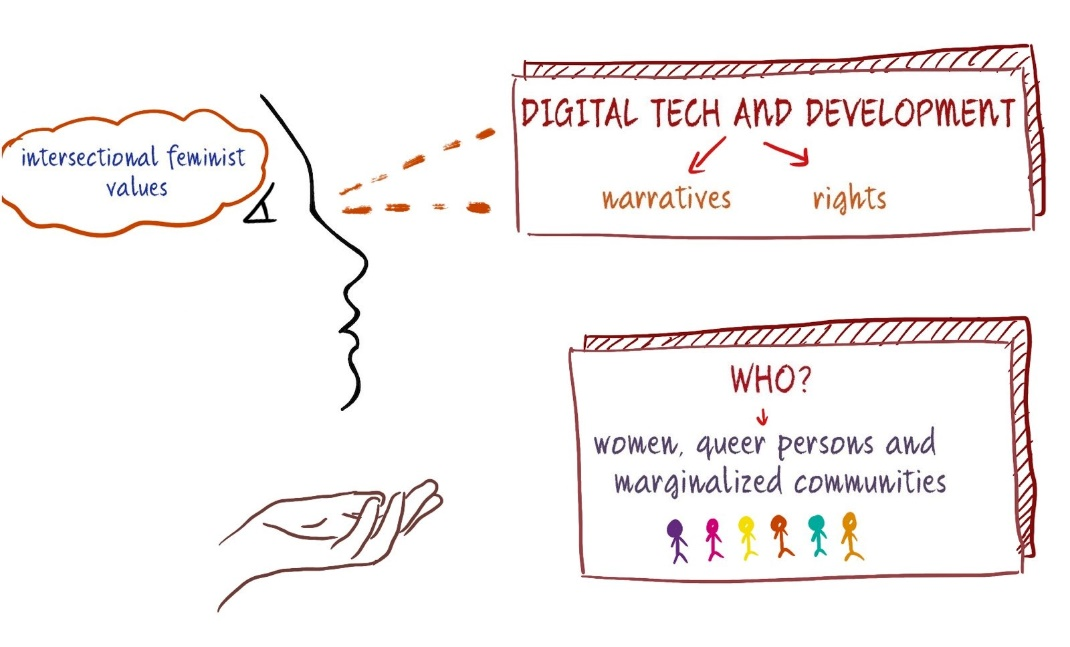 intersectional feminist
values
DIGITAL TECH AND DEVELOPMENT
narratives rights
WHO?
women, queer persons and
marginalized communities